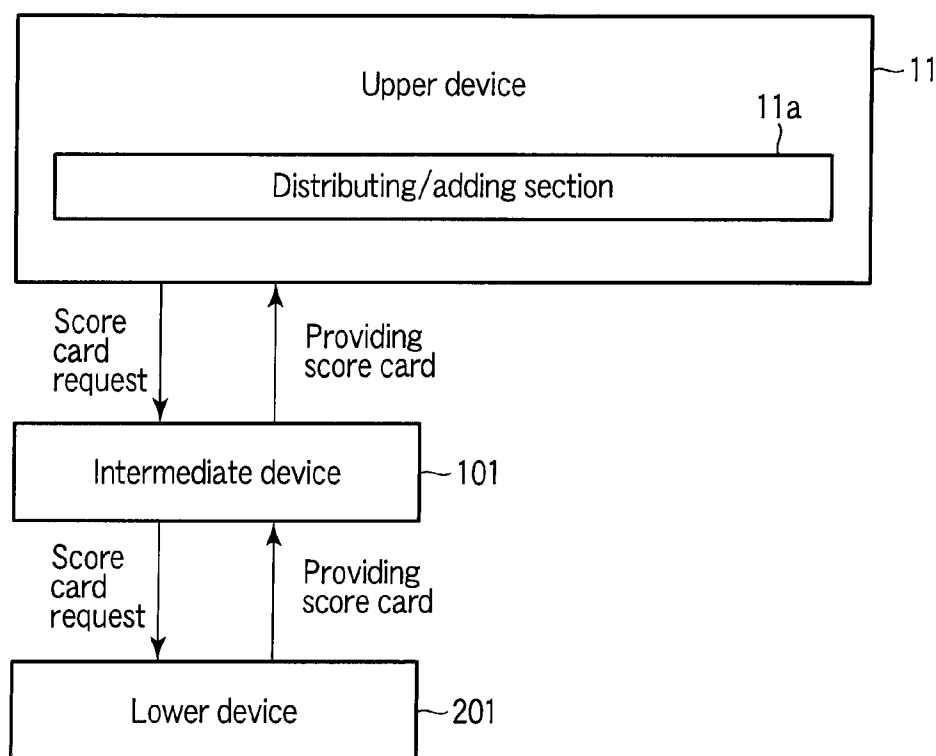 Upper device
11
11a
Distributing/adding section
Score
card
request
Providing
score card
Intermediate device
101
Score
card
request
Providing
score card
Lower device
201